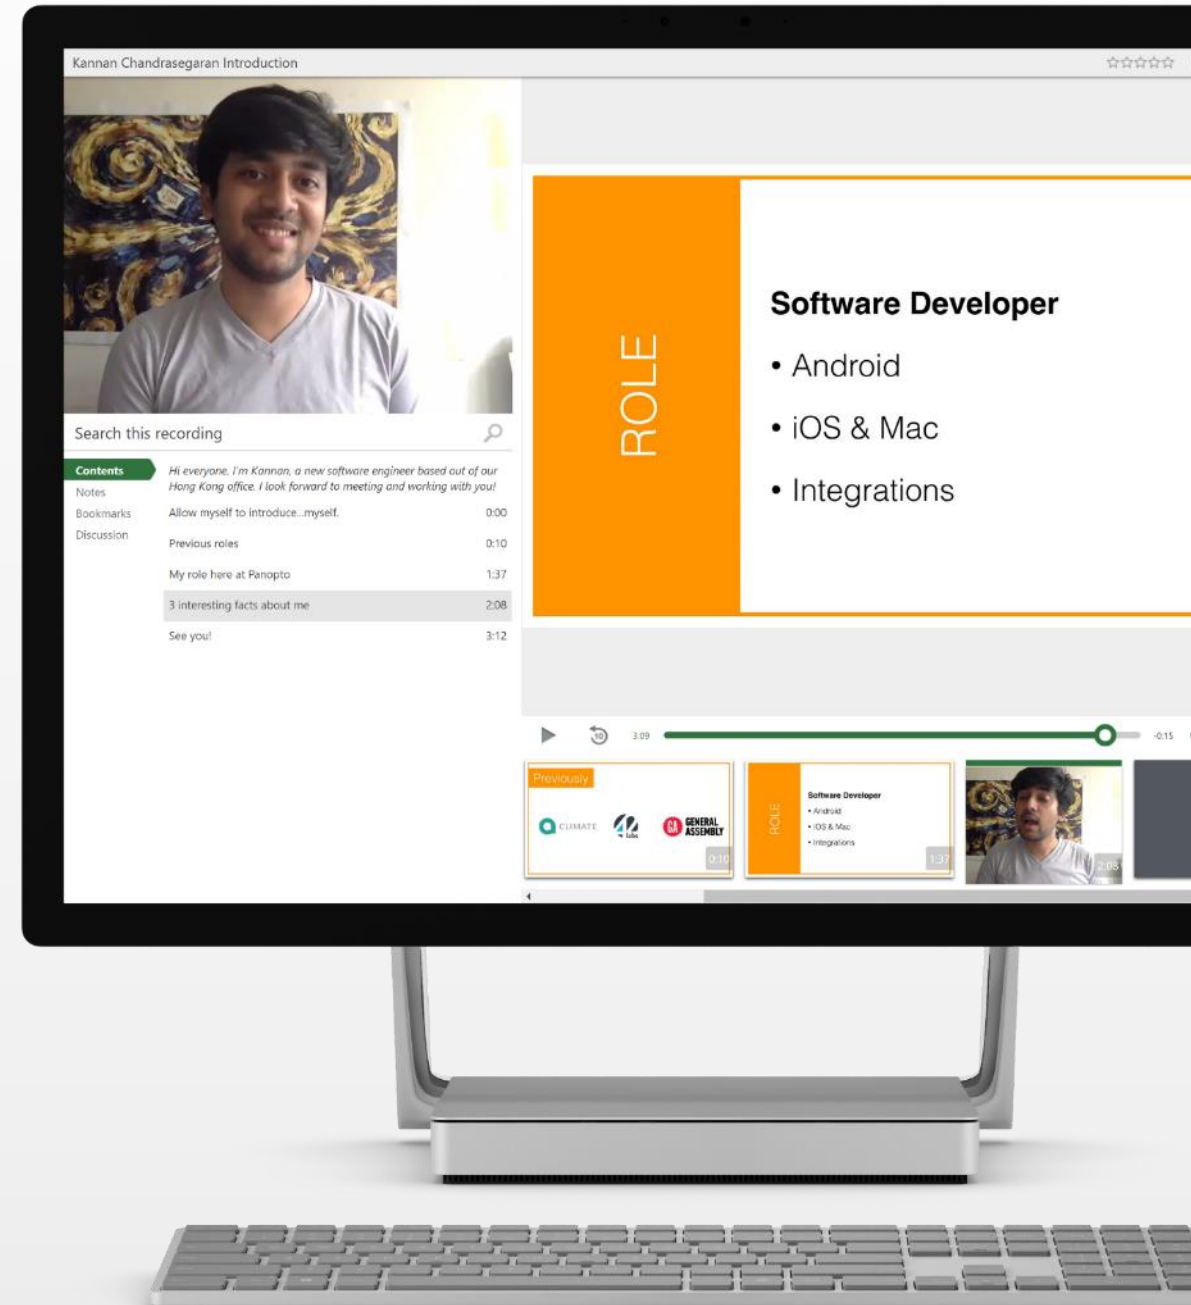 Kannan Chandrasegaran Introduction
Search this recording
Contents
Notes
Bookmarks
Discussion
Hi everyone. I'm Kannan, a new software engineer based out of our
Hong Kong office. I look forward to meeting and working with you!
Allow myself to introduce...myself. 0:00
Previous roles 0:10
My role here at Panopto 1:37
3 interesting facts about me 2:08
See you! 3:12
ROLE
Software Developer
• Android
• iOS & Mac
• Integrations
10
3:09
-0:15
Previously
CLIMATE
42
labs
GA
GENERAL
ASSEMBLY
0:10
ROLE
Software Developer
• Android
• iOS & Mac
• Integrations
1:37
2:08